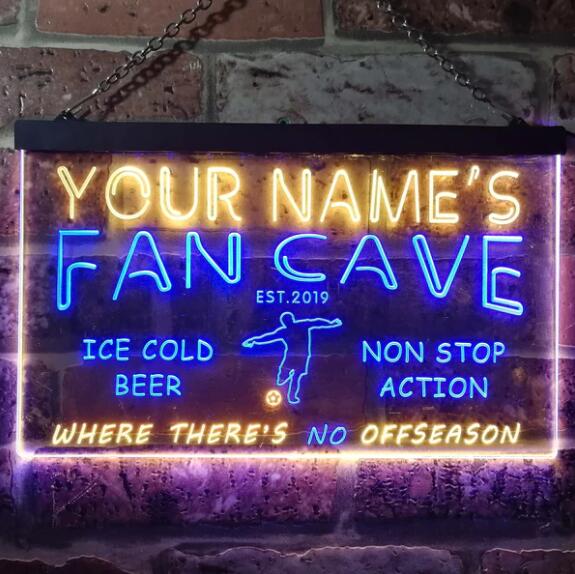 YOUR NAME'S
FAN CAVE
EST.2019
ICE COLD
BEER
NON STOP
ACTION
WHERE THERE'S NO OFFSEASON